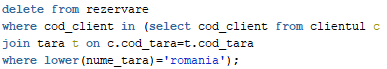 delete from rezervare
where cod_client in (select cod_client from clientul c
join tara t on c.cod_tara=t.cod_tara
where lower(nume_tara)='romania');